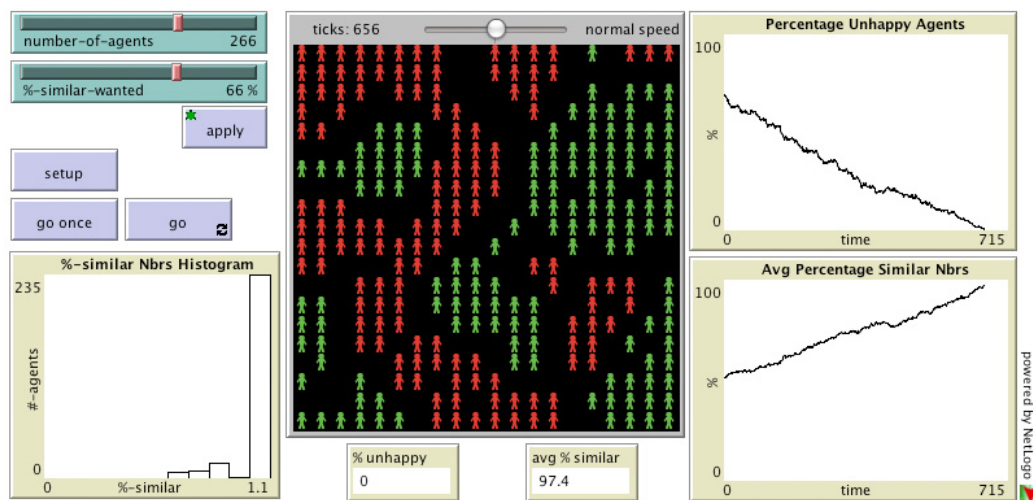 number-of-agents 266
%-similar-wanted 66 %
apply
setup
go once
go
%-similar Nbrs Histogram
235
#-agents
0
0 %-similar 1.1
ticks: 656 normal speed
% unhappy
0
avg % similar
97.4
Percentage Unhappy Agents
100
%
0
0 time 715
Avg Percentage Similar Nbrs
100
%
0
0 time 715
powered by NetLogo